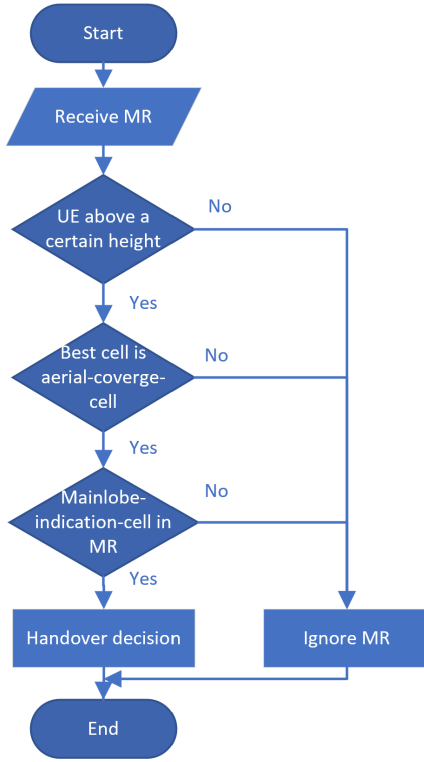 Start
Receive MR
UE above a
certain height
No
Yes
Best cell is
aerial-coverge-
cell
No
Yes
Mainlobe-
indication-cell in
MR
No
Yes
Handover decision
Ignore MR
End